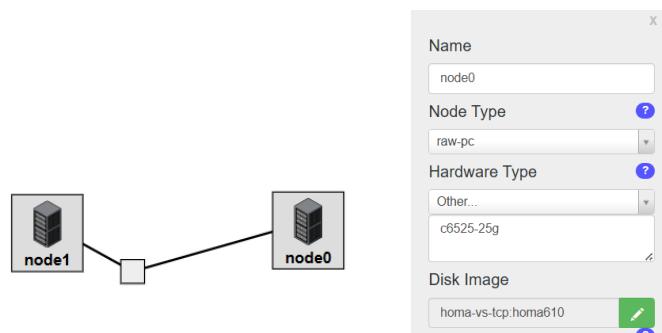 node1
node0
x
Name
node0
Node Type
?
raw-pc
Hardware Type
?
Other...
c6525-25g
Disk Image
homa-vs-tcp:homa610